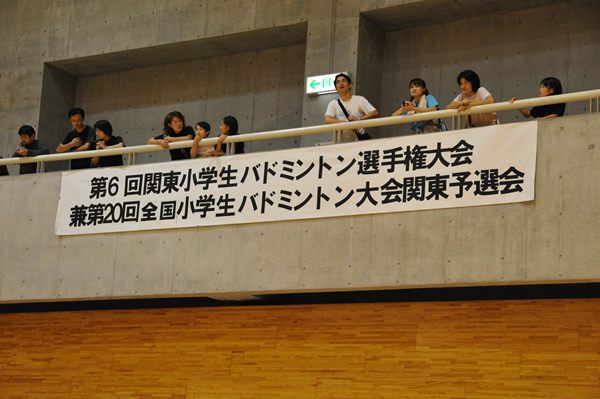 第6回関東小学生バドミントン選手権大会
兼第20回全国小学生バドミントン大会関東予選会